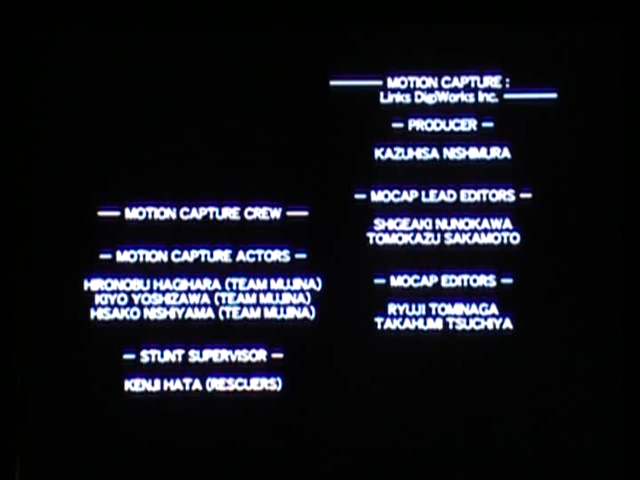 MOTION CAPTURE :
Links DigiWorks Inc.
PRODUCER
KAZUHISA NISHIMURA
MOCAP LEAD EDITORS
SHIGEAKI NUNOKAWA
TOMOKAZU SAKAMOTO
MOCAP EDITORS
RYUJI TOMINAGA
TAKAHUMI TSUCHIYA
MOTION CAPTURE CREW
MOTION CAPTURE ACTORS
HIRONOBU HAGIHARA (TEAM MUJINA)
KIYO YOSHIZAWA (TEAM MUJINA)
HISAKO NISHIYAMA (TEAM MUJINA)
STUNT SUPERVISOR
KENJI HATA (RESCUERS)